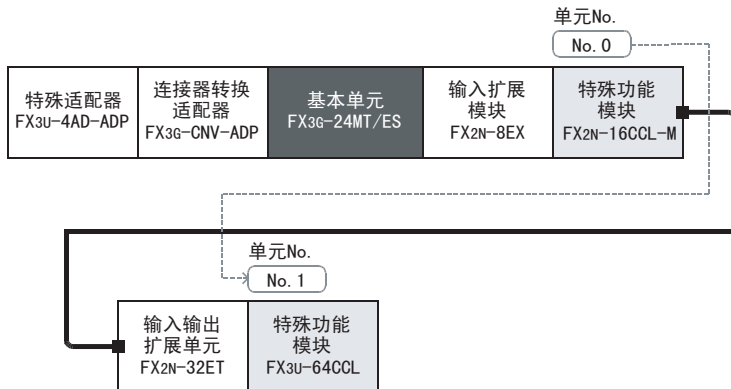 单元No.
No. 0
特殊适配器
FX3U-4AD-ADP
连接器转换
适配器
FX3G-CNV-ADP
基本单元
FX3G-24MT/ES
输入扩展
模块
FX2N-8EX
特殊功能
模块
FX2N-16CCL-M
单元No.
No. 1
输入输出
扩展单元
FX2N-32ET
特殊功能
模块
FX3U-64CCL